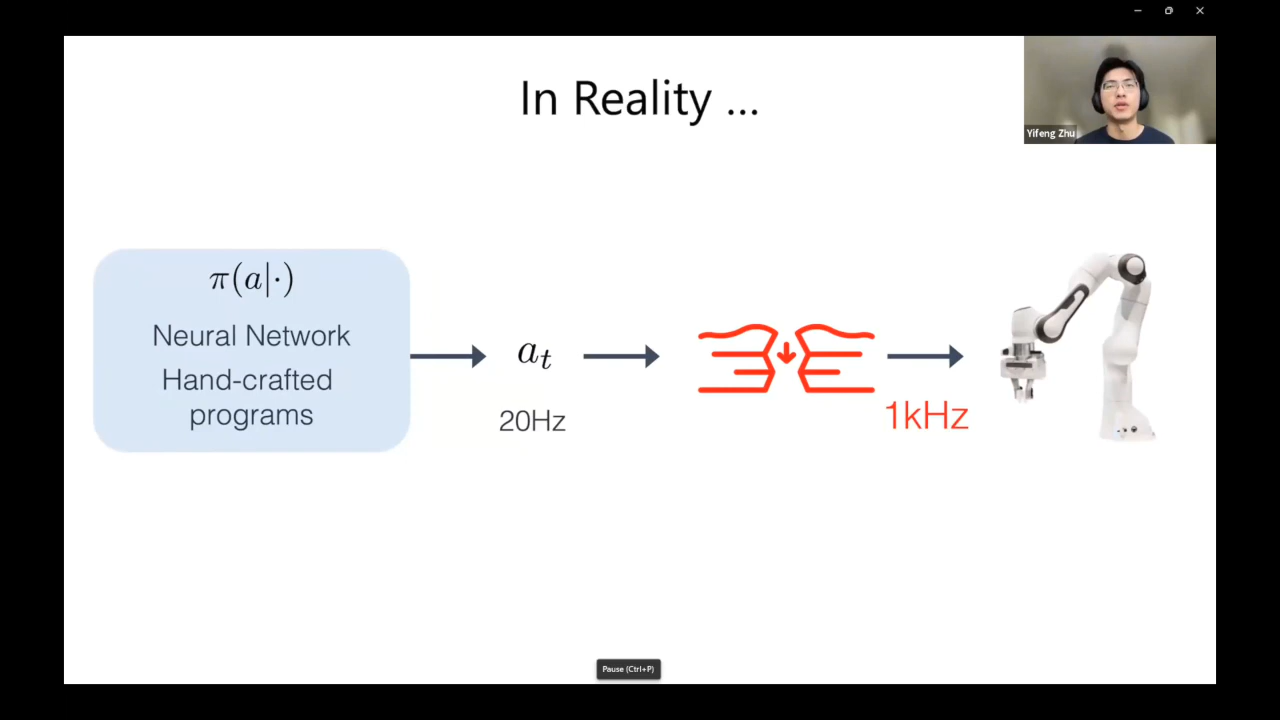 In Reality ...
Yifeng Zhu
π(a|·)
Neural Network
Hand-crafted
programs
a_t
20Hz
1kHz
Pause (Ctrl+P)